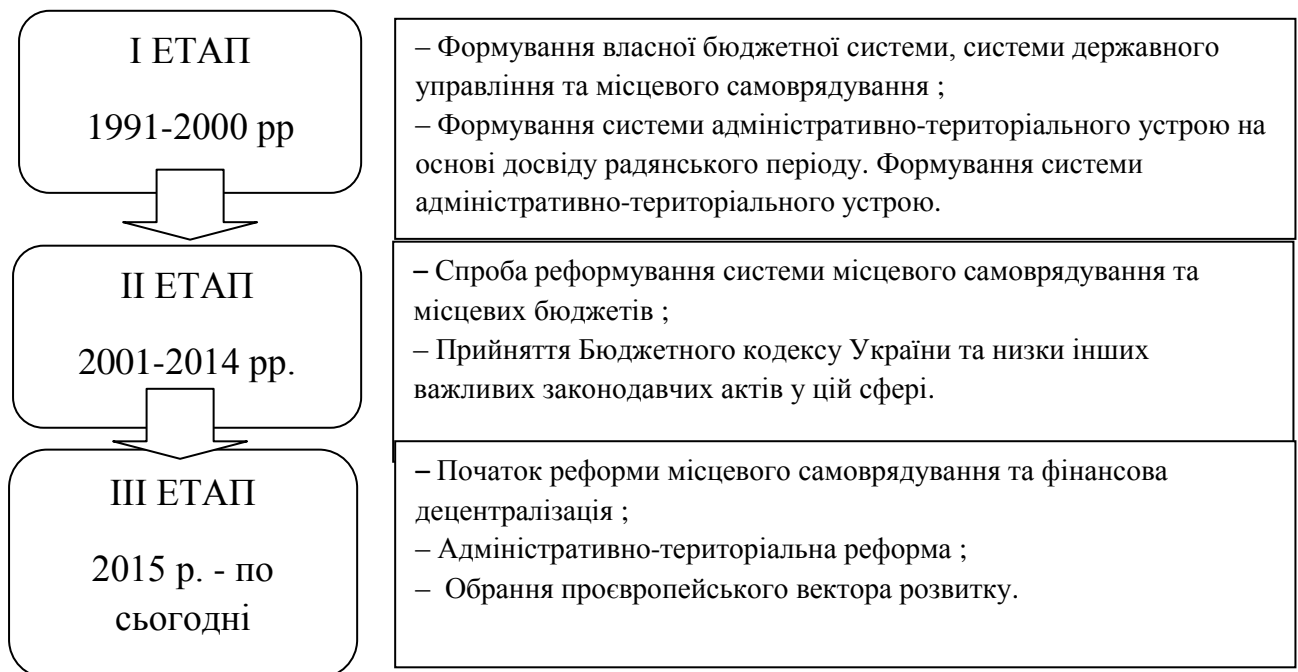 І ЕТАП
1991-2000 рр
– Формування власної бюджетної системи, системи державного
управління та місцевого самоврядування ;
– Формування системи адміністративно-територіального устрою на
основі досвіду радянського періоду. Формування системи
адміністративно-територіального устрою.
ІІ ЕТАП
2001-2014 рр.
– Спроба реформування системи місцевого самоврядування та
місцевих бюджетів ;
– Прийняття Бюджетного кодексу України та низки інших
важливих законодавчих актів у цій сфері.
ІІІ ЕТАП
2015 р. - по
сьогодні
– Початок реформи місцевого самоврядування та фінансова
децентралізація ;
– Адміністративно-територіальна реформа ;
– Обрання проєвропейського вектора розвитку.